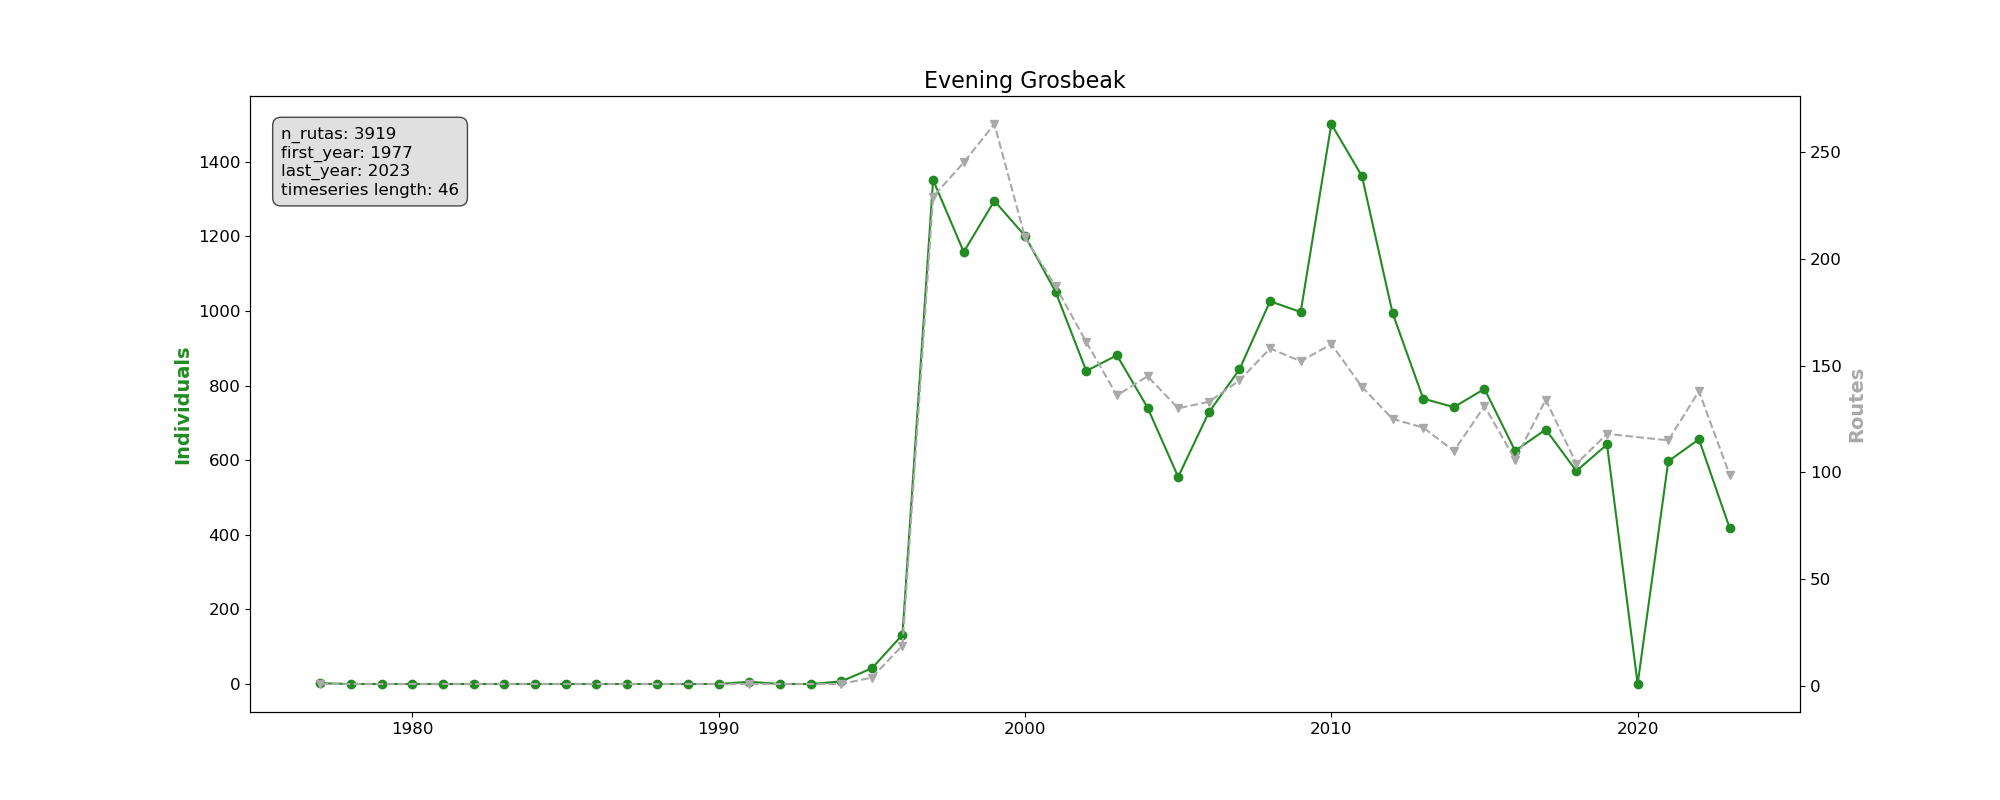 Evening Grosbeak
n_rutas: 3919
first_year: 1977
last_year: 2023
timeseries length: 46
Individuals
1400
1200
1000
800
600
400
200
0
250
200
150
100
50
0
Routes
1980
1990
2000
2010
2020